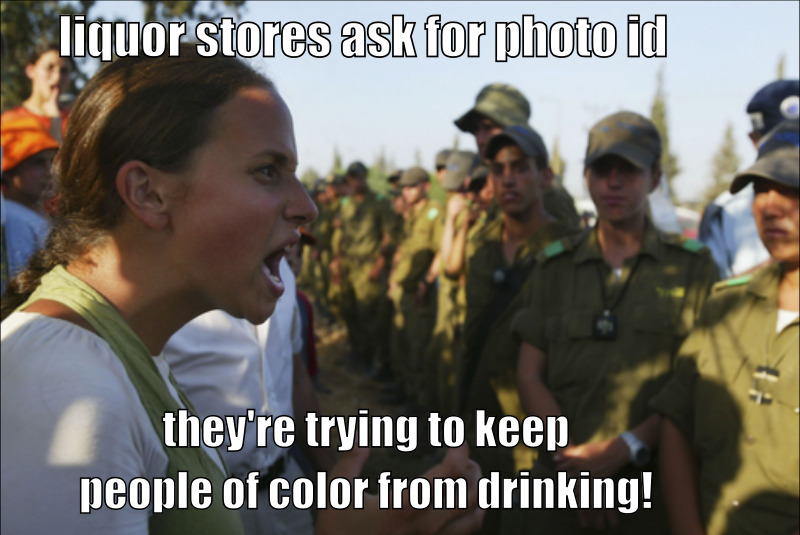 liquor stores ask for photo id
they're trying to keep
people of color from drinking!